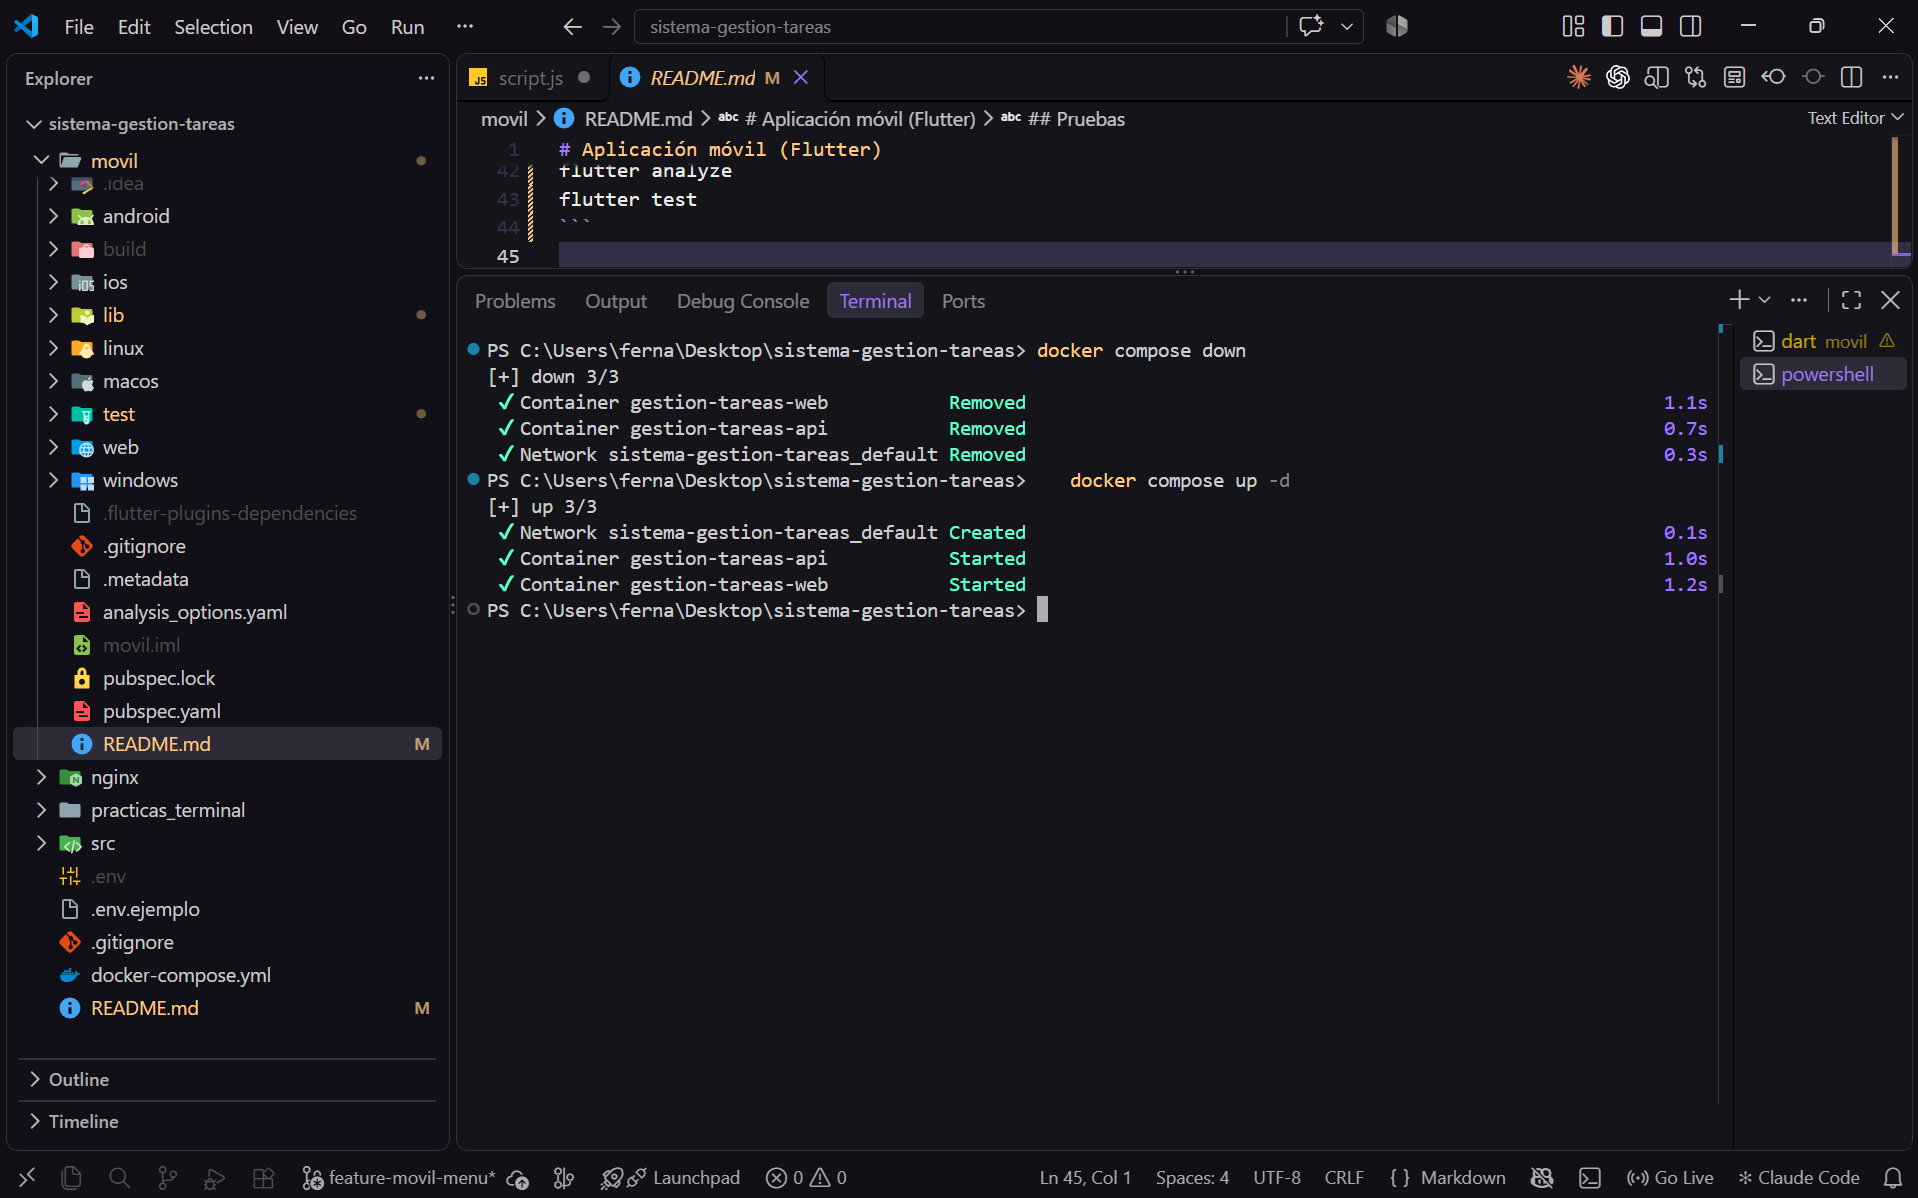 File Edit Selection View Go Run ···
sistema-gestion-tareas
Explorer
sistema-gestion-tareas
movil
.idea
android
build
ios
lib
linux
macos
test
web
windows
.flutter-plugins-dependencies
.gitignore
.metadata
analysis_options.yaml
movil.iml
pubspec.lock
pubspec.yaml
README.md M
nginx
practicas_terminal
src
.env
.env.ejemplo
.gitignore
docker-compose.yml
README.md M
Outline
Timeline
JS script.js
README.md M
movil > README.md > abc # Aplicación móvil (Flutter) > abc ## Pruebas
Text Editor
1 # Aplicación móvil (Flutter)
42 flutter analyze
43 flutter test
44 ```
45
Problems Output Debug Console Terminal Ports
PS C:\Users\ferna\Desktop\sistema-gestion-tareas> docker compose down
[+] down 3/3
✓Container gestion-tareas-web Removed 1.1s
✓Container gestion-tareas-api Removed 0.7s
✓Network sistema-gestion-tareas_default Removed 0.3s
PS C:\Users\ferna\Desktop\sistema-gestion-tareas> docker compose up -d
[+] up 3/3
✓Network sistema-gestion-tareas_default Created 0.1s
✓Container gestion-tareas-api Started 1.0s
✓Container gestion-tareas-web Started 1.2s
PS C:\Users\ferna\Desktop\sistema-gestion-tareas>
dart movil
powershell
feature-movil-menu* Launchpad 0 0
Ln 45, Col 1 Spaces: 4 UTF-8 CRLF { } Markdown Go Live Claude Code